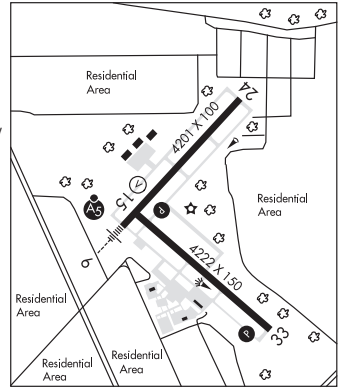 Residential
Area
24
4201 X 100
V
15
P
A5
Residential
Area
4222 X 150
9
Residential
Area
P
33
Residential
Area
Residential
Area